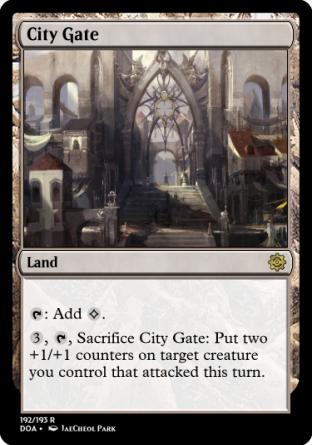 City Gate
Land
: Add .
3, , Sacrifice City Gate: Put two
+1/+1 counters on target creature
you control that attacked this turn.
192/193 R
DOA • JaeCheol Park